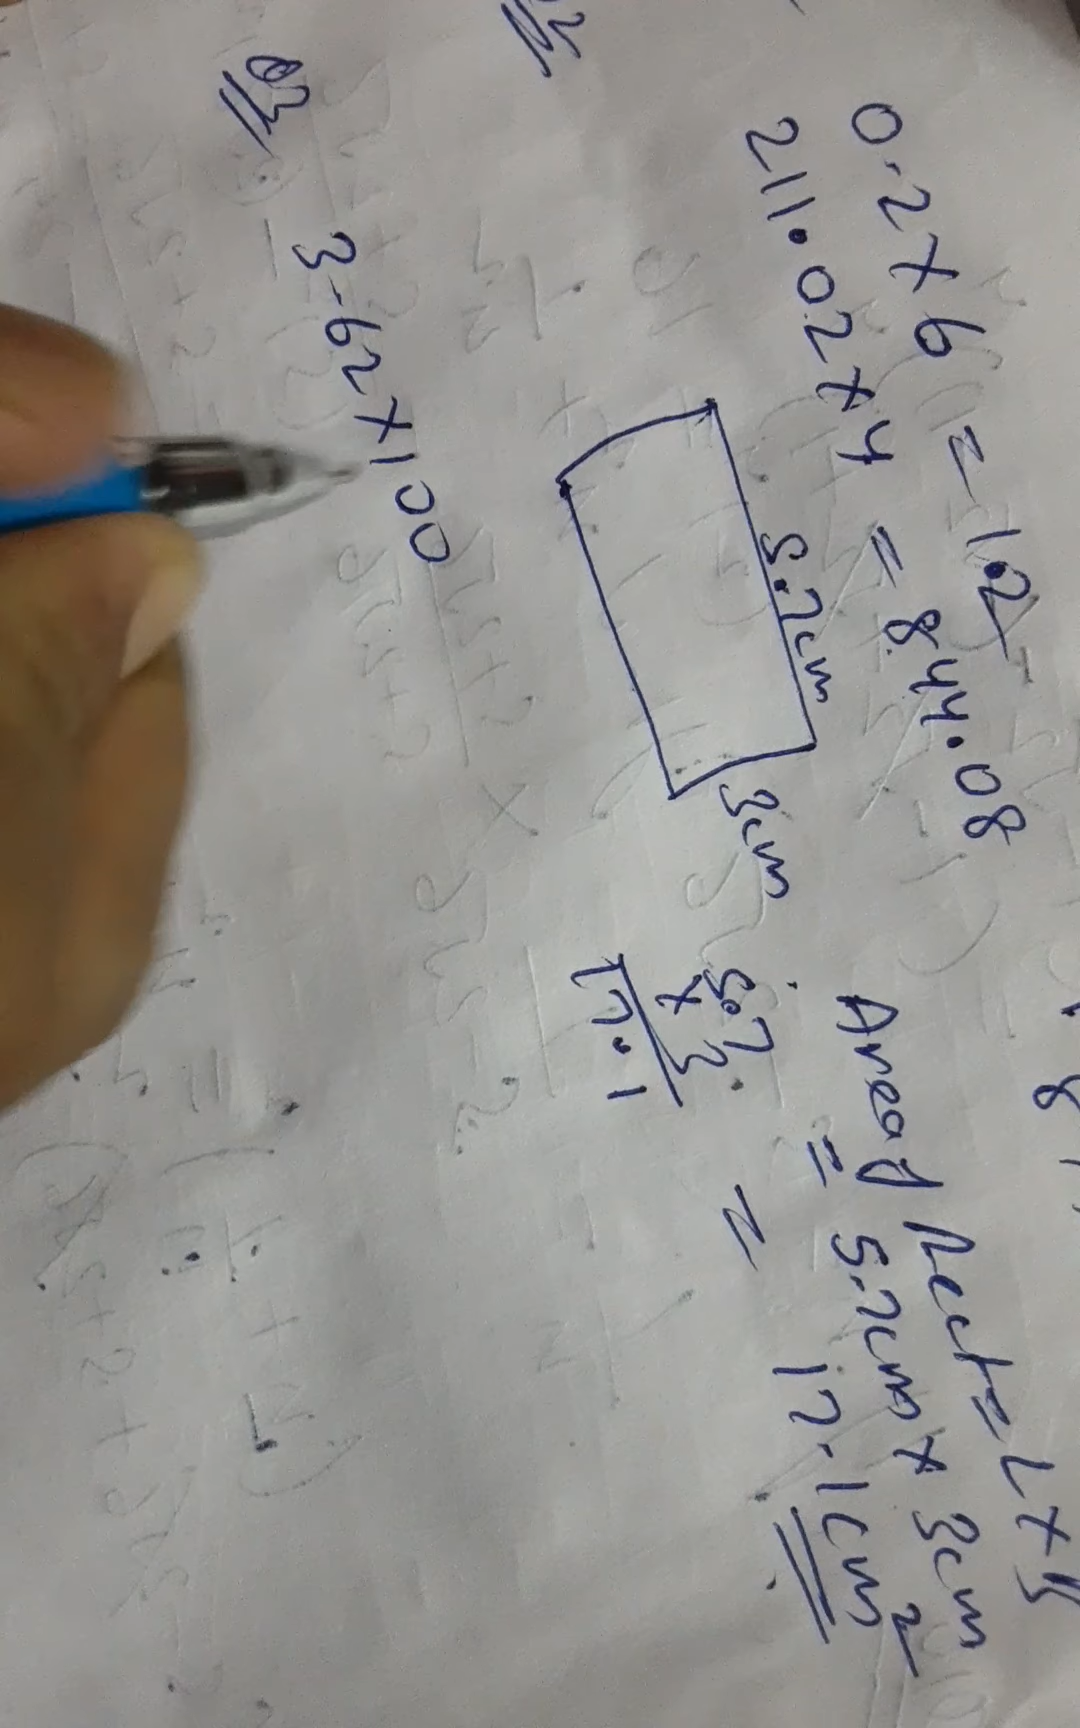 0.2 x 6 = 1.2
211.02 x 4 = 844.08
5.7cm
3cm
Area of Rect = L x B
= 5.7cm x 3cm
= 17.1cm²
5.7
x 3
17.1
Q3
3.62 x 100